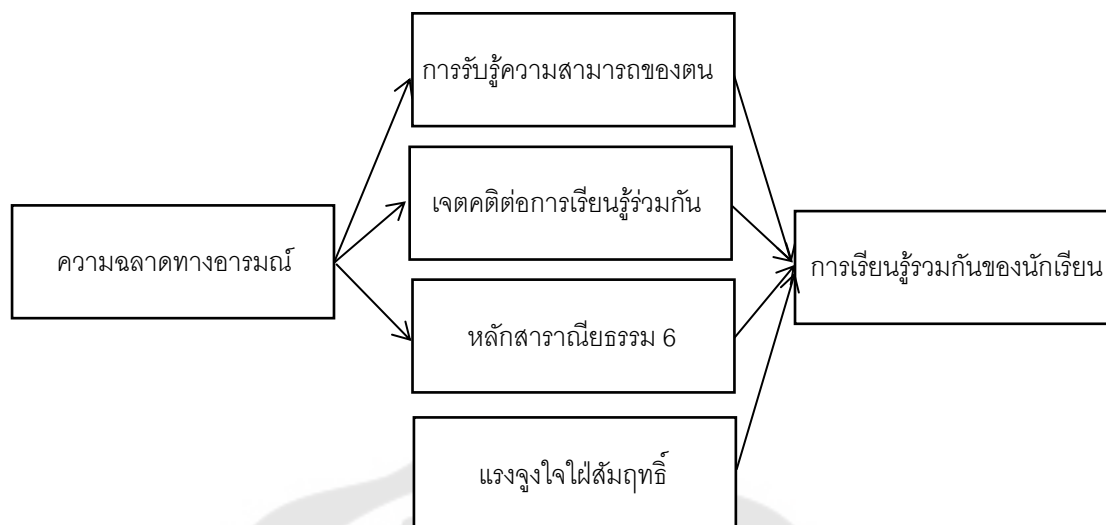 การรับรู้ความสามารถของตน
เจตคติต่อการเรียนรู้ร่วมกัน
ความฉลาดทางอารมณ์
การเรียนรู้รวมกันของนักเรียน
หลักสาราณียธรรม 6
แรงจูงใจใฝ่สัมฤทธิ์